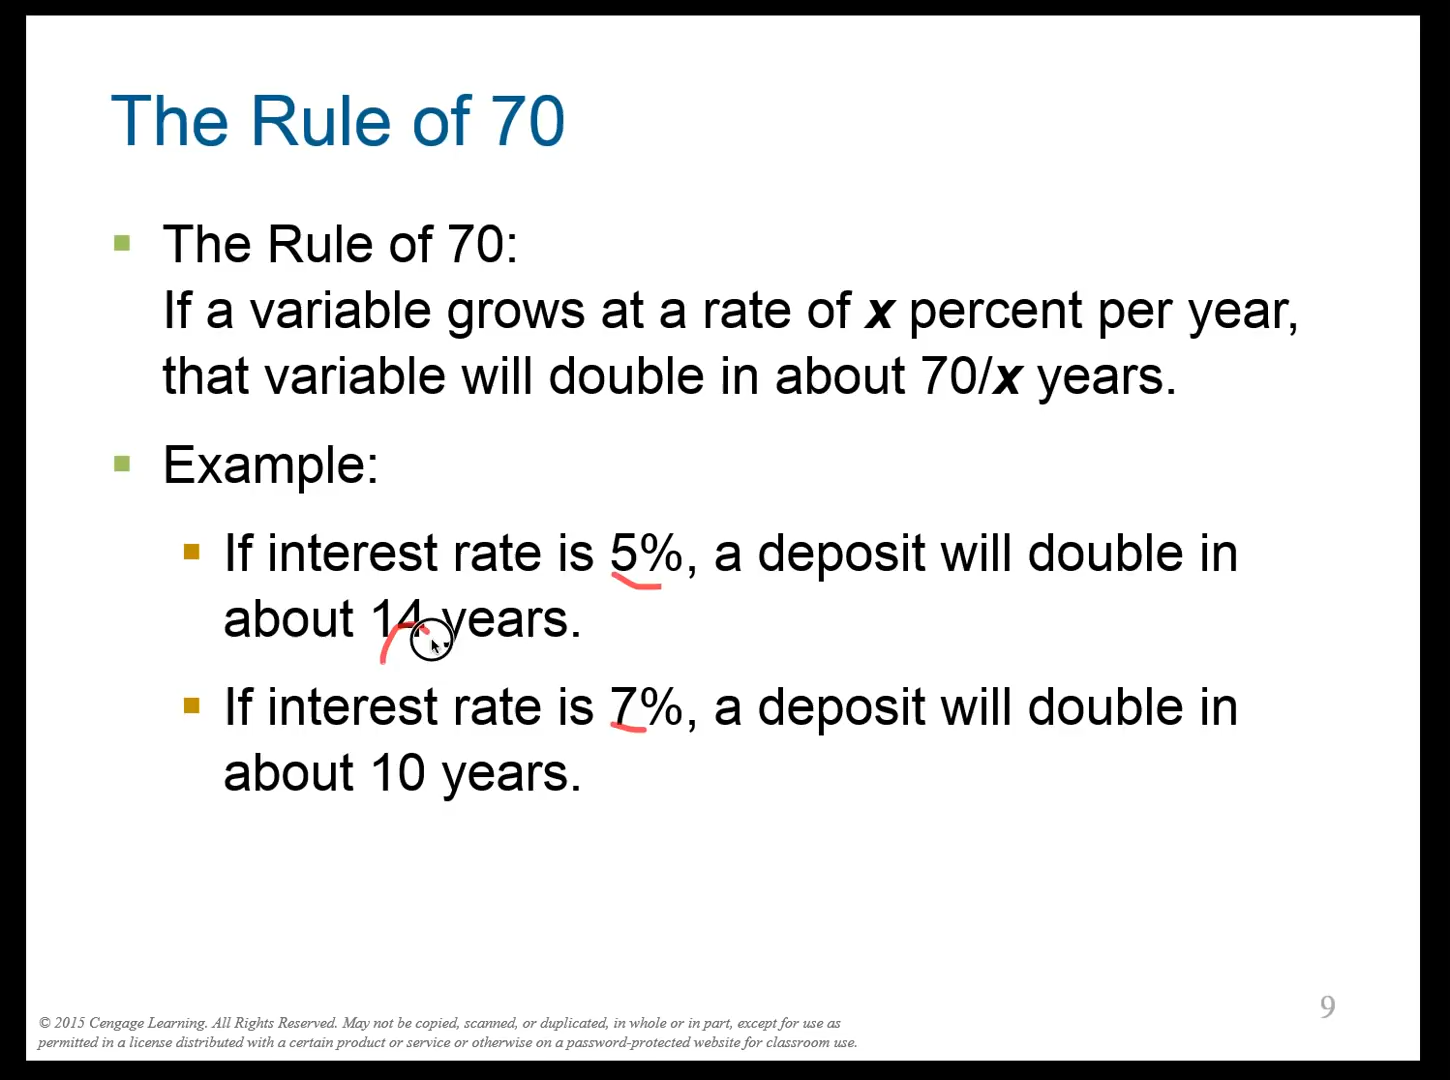 The Rule of 70
The Rule of 70:
If a variable grows at a rate of x percent per year,
that variable will double in about 70/x years.
Example:
If interest rate is 5%, a deposit will double in
about 14 years.
If interest rate is 7%, a deposit will double in
about 10 years.
9
© 2015 Cengage Learning. All Rights Reserved. May not be copied, scanned, or duplicated, in whole or in part, except for use as
permitted in a license distributed with a certain product or service or otherwise on a password-protected website for classroom use.